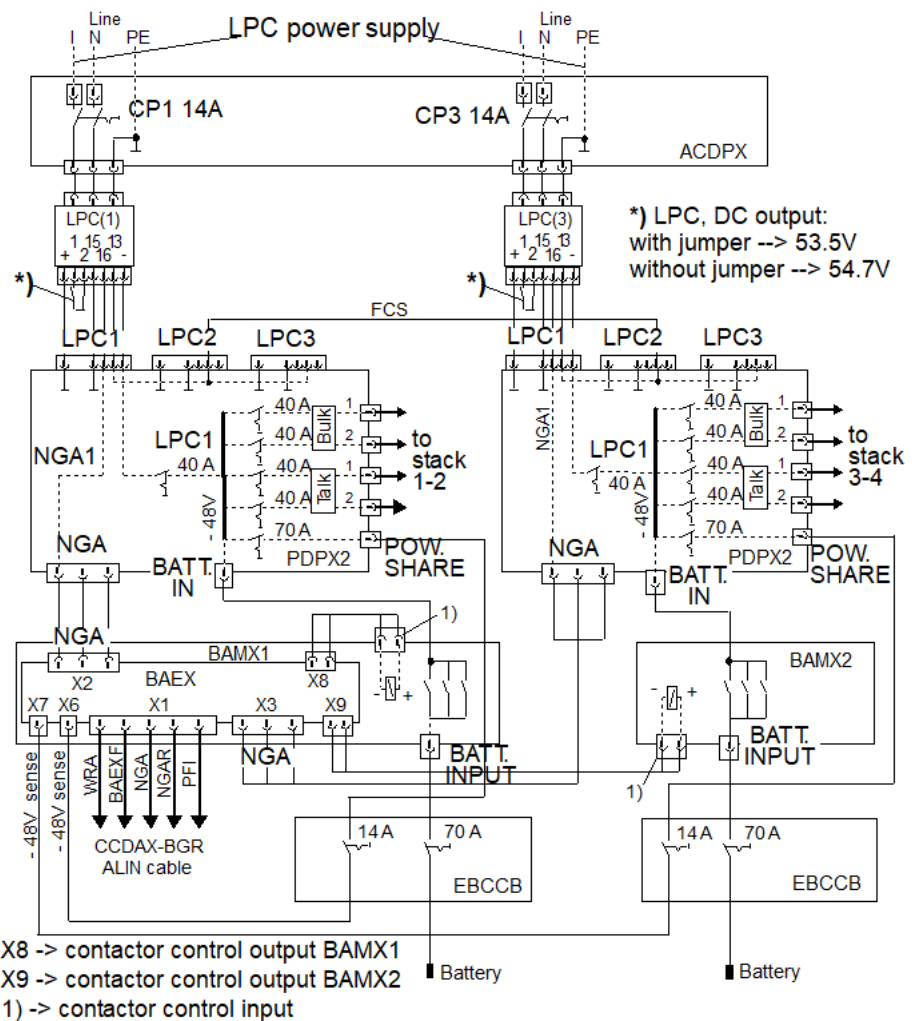 Line
I N PE
LPC power supply
Line
I N PE
CP1 14A
CP3 14A
ACDPX
LPC(1)
1 15 13
+ 2 16 -
*)
LPC(3)
1 15 13
+ 2 16 -
*)
*) LPC, DC output:
with jumper --> 53.5V
without jumper --> 54.7V
FCS
LPC1 LPC2 LPC3
LPC1 LPC2 LPC3
NGA1
LPC1
40 A
- 48V
40 A
40 A
Bulk
1
2
40 A
40 A
Talk
1
2
70 A
to
stack
1-2
NGA
BATT.
IN
PDPX2
POW.
SHARE
NGA1
LPC1
40 A
- 48V
40 A
40 A
Bulk
1
2
40 A
40 A
Talk
1
2
70 A
to
stack
3-4
NGA
BATT.
IN
PDPX2
POW.
SHARE
NGA
BAMX1
1)
X2
BAEX
X8
- +
X7 X6 X1 X3 X9
NGA
BATT.
INPUT
BAMX2
- +
1)
BATT.
INPUT
- 48V sense
- 48V sense
WRA
BAEXF
NGA
NGAR
PFI
CCDAX-BGR
ALIN cable
14 A 70 A
EBCCB
14 A 70 A
EBCCB
Battery
Battery
X8 -> contactor control output BAMX1
X9 -> contactor control output BAMX2
1) -> contactor control input